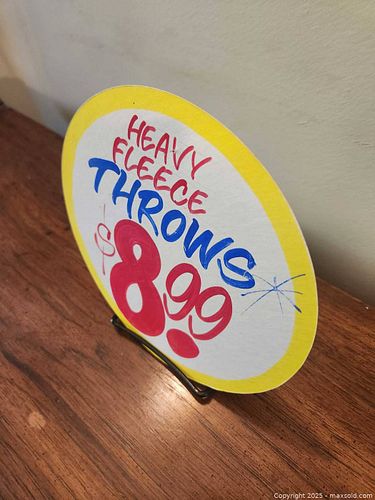 HEAVY
FLEECE
THROWS
$8.99
Copyright 2025 - maxsold.com